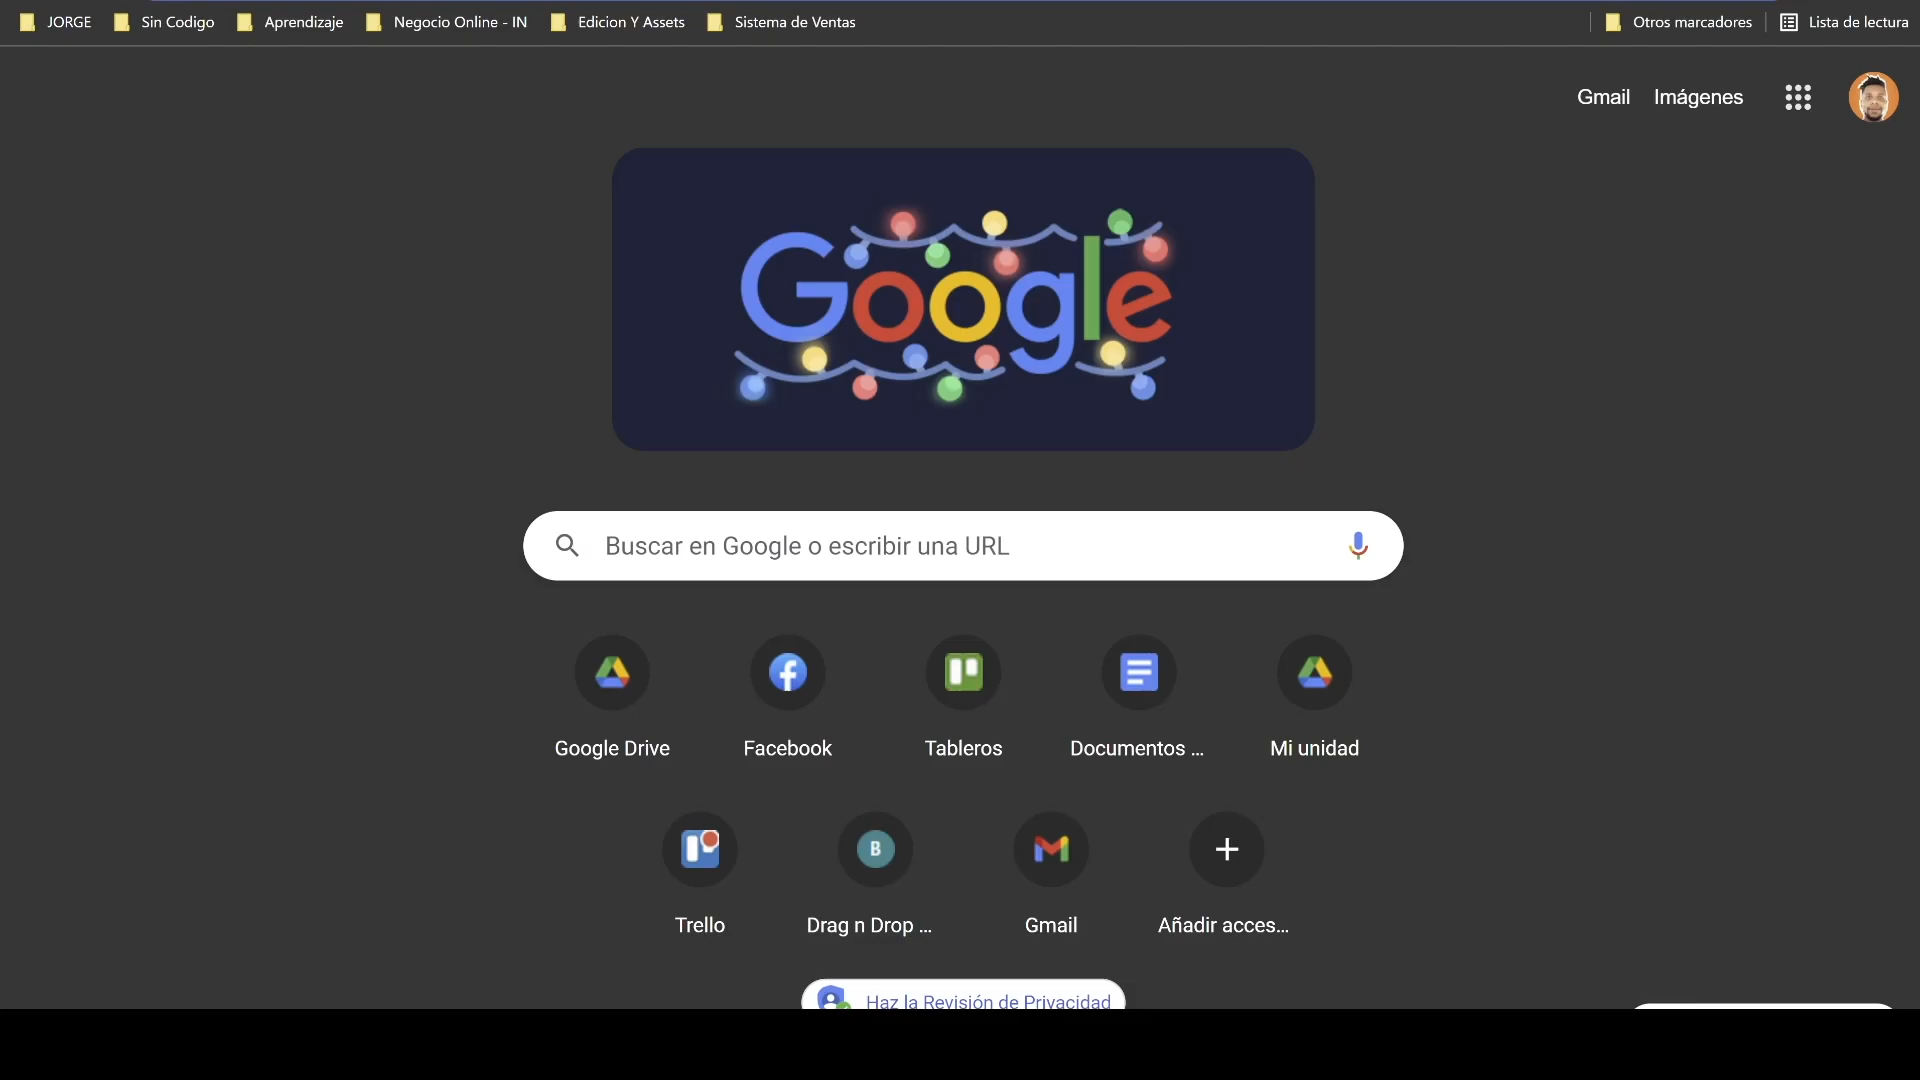 JORGE
Sin Codigo
Aprendizaje
Negocio Online - IN
Edicion Y Assets
Sistema de Ventas
Otros marcadores
Lista de lectura
Gmail
Imágenes
Google
Buscar en Google o escribir una URL
Google Drive
Facebook
Tableros
Documentos ...
Mi unidad
B
Trello
Drag n Drop ...
Gmail
Añadir acces...
Haz la Revisión de Privacidad